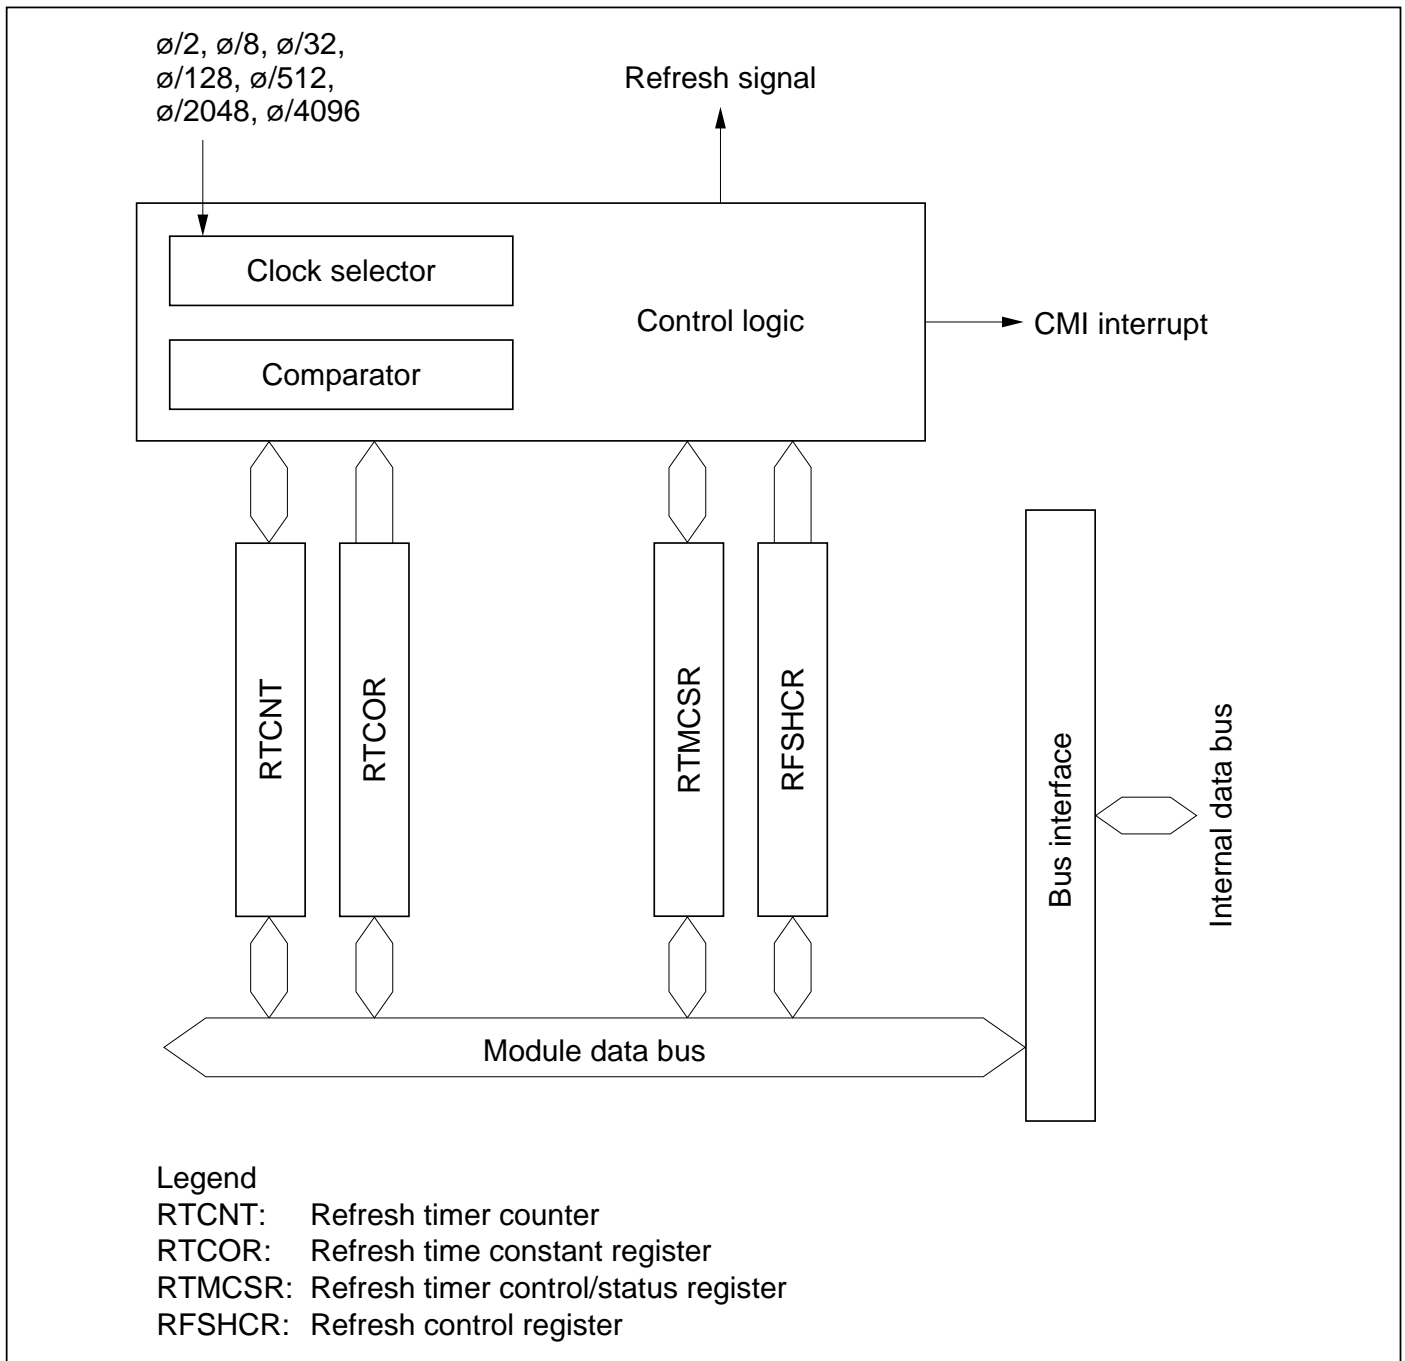 ø/2, ø/8, ø/32,
ø/128, ø/512,
ø/2048, ø/4096
Refresh signal
Clock selector
Control logic
CMI interrupt
Comparator
RTCNT
RTCOR
RTMCSR
RFSHCR
Bus interface
Internal data bus
Module data bus
Legend
RTCNT: Refresh timer counter
RTCOR: Refresh time constant register
RTMCSR: Refresh timer control/status register
RFSHCR: Refresh control register